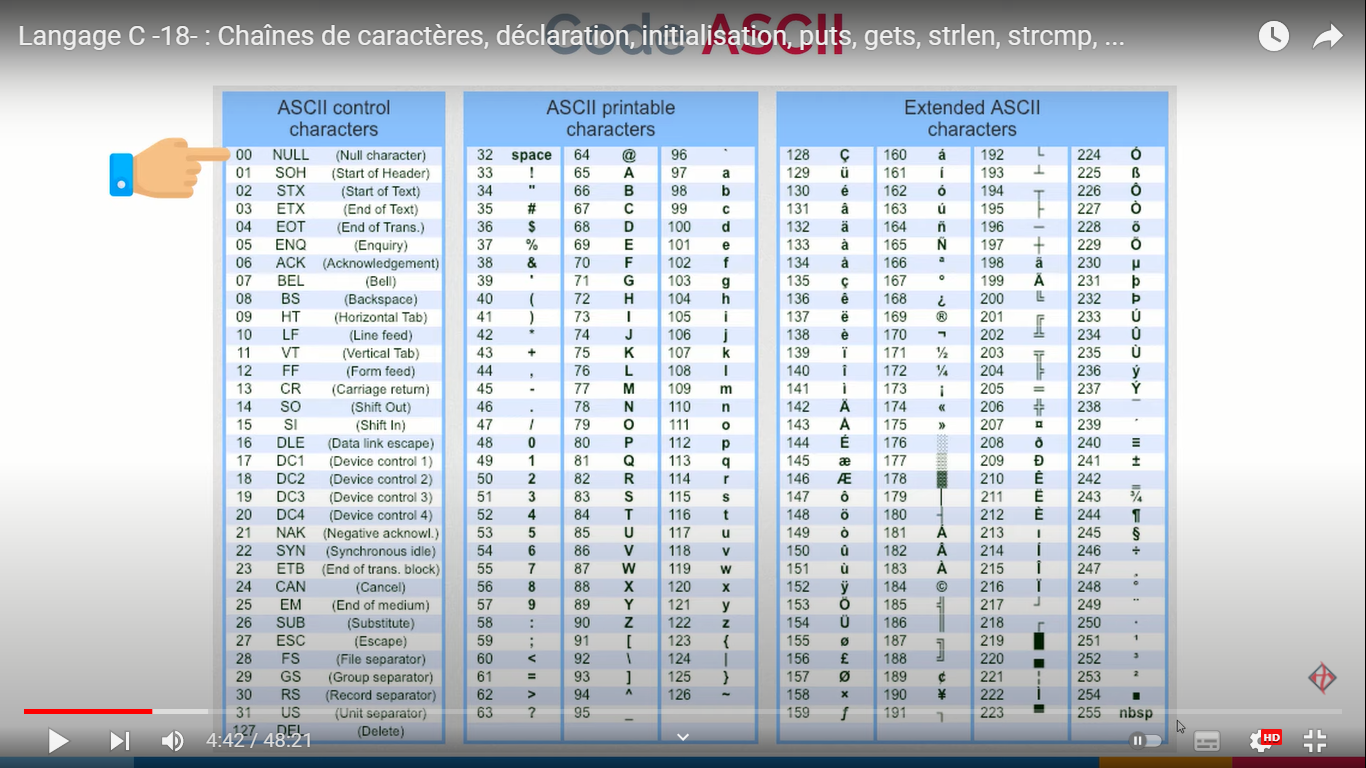 Code ASCII
Langage C -18- : Chaînes de caractères, déclaration, initialisation, puts, gets, strlen, strcmp, ...
ASCII control
characters
00 NULL (Null character)
01 SOH (Start of Header)
02 STX (Start of Text)
03 ETX (End of Text)
04 EOT (End of Trans.)
05 ENQ (Enquiry)
06 ACK (Acknowledgement)
07 BEL (Bell)
08 BS (Backspace)
09 HT (Horizontal Tab)
10 LF (Line feed)
11 VT (Vertical Tab)
12 FF (Form feed)
13 CR (Carriage return)
14 SO (Shift Out)
15 SI (Shift In)
16 DLE (Data link escape)
17 DC1 (Device control 1)
18 DC2 (Device control 2)
19 DC3 (Device control 3)
20 DC4 (Device control 4)
21 NAK (Negative acknowl.)
22 SYN (Synchronous idle)
23 ETB (End of trans. block)
24 CAN (Cancel)
25 EM (End of medium)
26 SUB (Substitute)
27 ESC (Escape)
28 FS (File separator)
29 GS (Group separator)
30 RS (Record separator)
31 US (Unit separator)
127 DEL (Delete)
ASCII printable
characters
32 space 64 @ 96 `
33 ! 65 A 97 a
34 " 66 B 98 b
35 # 67 C 99 c
36 $ 68 D 100 d
37 % 69 E 101 e
38 & 70 F 102 f
39 ' 71 G 103 g
40 ( 72 H 104 h
41 ) 73 I 105 i
42 * 74 J 106 j
43 + 75 K 107 k
44 , 76 L 108 l
45 - 77 M 109 m
46 . 78 N 110 n
47 / 79 O 111 o
48 0 80 P 112 p
49 1 81 Q 113 q
50 2 82 R 114 r
51 3 83 S 115 s
52 4 84 T 116 t
53 5 85 U 117 u
54 6 86 V 118 v
55 7 87 W 119 w
56 8 88 X 120 x
57 9 89 Y 121 y
58 : 90 Z 122 z
59 ; 91 [ 123 {
60 < 92 \ 124 |
61 = 93 ] 125 }
62 > 94 ^ 126 ~
63 ? 95 _
Extended ASCII
characters
128 Ç 160 á 192 └ 224 Ó
129 ü 161 í 193 ┴ 225 ß
130 é 162 ó 194 ┬ 226 Ô
131 â 163 ú 195 ├ 227 Ò
132 ä 164 ñ 196 ─ 228 õ
133 à 165 Ñ 197 ┼ 229 Õ
134 å 166 ª 198 ã 230 µ
135 ç 167 º 199 Ã 231 þ
136 ê 168 ¿ 200 ╚ 232 Þ
137 ë 169 ® 201 ╔ 233 Ú
138 è 170 ¬ 202 ╩ 234 Û
139 ï 171 ½ 203 ╦ 235 Ù
140 î 172 ¼ 204 ╠ 236 ý
141 ì 173 ¡ 205 ═ 237 Ý
142 Ä 174 « 206 ╬ 238 ¯
143 Å 175 » 207 ¤ 239 ´
144 É 176 ░ 208 ð 240 ≡
145 æ 177 ▒ 209 Ð 241 ±
146 Æ 178 ▓ 210 Ê 242 ‗
147 ô 179 │ 211 Ë 243 ¾
148 ö 180 ┤ 212 È 244 ¶
149 ò 181 Á 213 ı 245 §
150 û 182 Â 214 Í 246 ÷
151 ù 183 À 215 Î 247 ¸
152 ÿ 184 © 216 Ï 248 °
153 Ö 185 ╣ 217 ┘ 249 ¨
154 Ü 186 ║ 218 ┌ 250 ·
155 ø 187 ╗ 219 █ 251 ¹
156 £ 188 ╝ 220 ▄ 252 ³
157 Ø 189 ¢ 221 ¦ 253 ²
158 × 190 ¥ 222 Ì 254 ■
159 ƒ 191 ┐ 223 ▀ 255 nbsp
4:42 / 48:21
HD